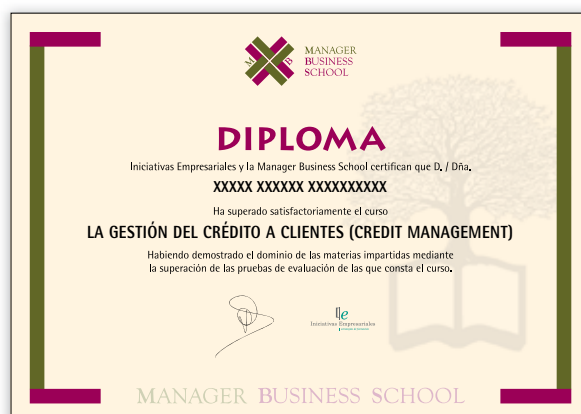 M B
MANAGER
BUSINESS
SCHOOL
DIPLOMA
Iniciativas Empresariales y la Manager Business School certifican que D. / Dña.
XXXXX XXXXXX XXXXXXXXXX
Ha superado satisfactoriamente el curso
LA GESTIÓN DEL CRÉDITO A CLIENTES (CREDIT MANAGEMENT)
Habiendo demostrado el dominio de las materias impartidas mediante
la superación de las pruebas de evaluación de las que consta el curso.
Iniciativas Empresariales
MANAGER BUSINESS SCHOOL